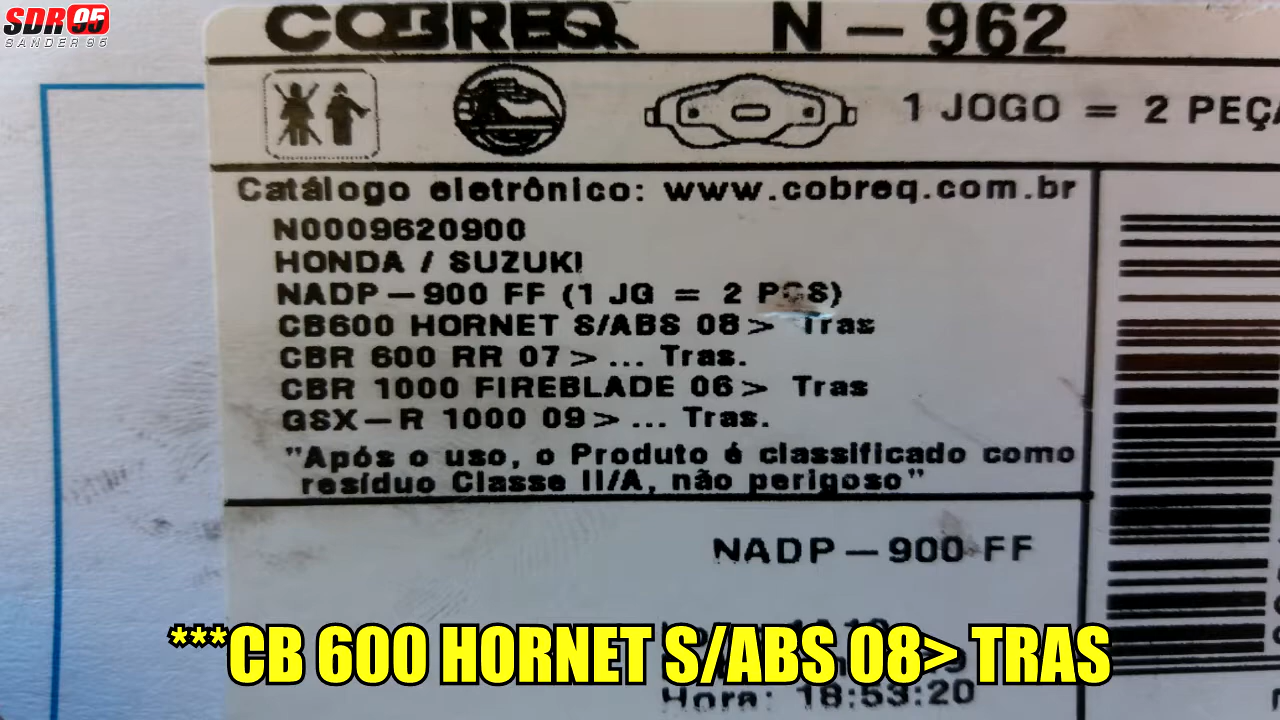 SDR 95
SANDER 95
COBREQ N-962
1 JOGO = 2 PEÇA
Catálogo eletrônico: www.cobreq.com.br
N0009620900
HONDA / SUZUKI
NADP-900 FF (1 JG = 2 PCS)
CB600 HORNET S/ABS 08> Tras
CBR 600 RR 07>... Tras.
CBR 1000 FIREBLADE 06> Tras
GSX-R 1000 09>... Tras.
"Após o uso, o Produto é classificado como
resíduo Classe II/A, não perigoso"
NADP-900 FF
***CB 600 HORNET S/ABS 08> TRAS
Hora: 18:53:20